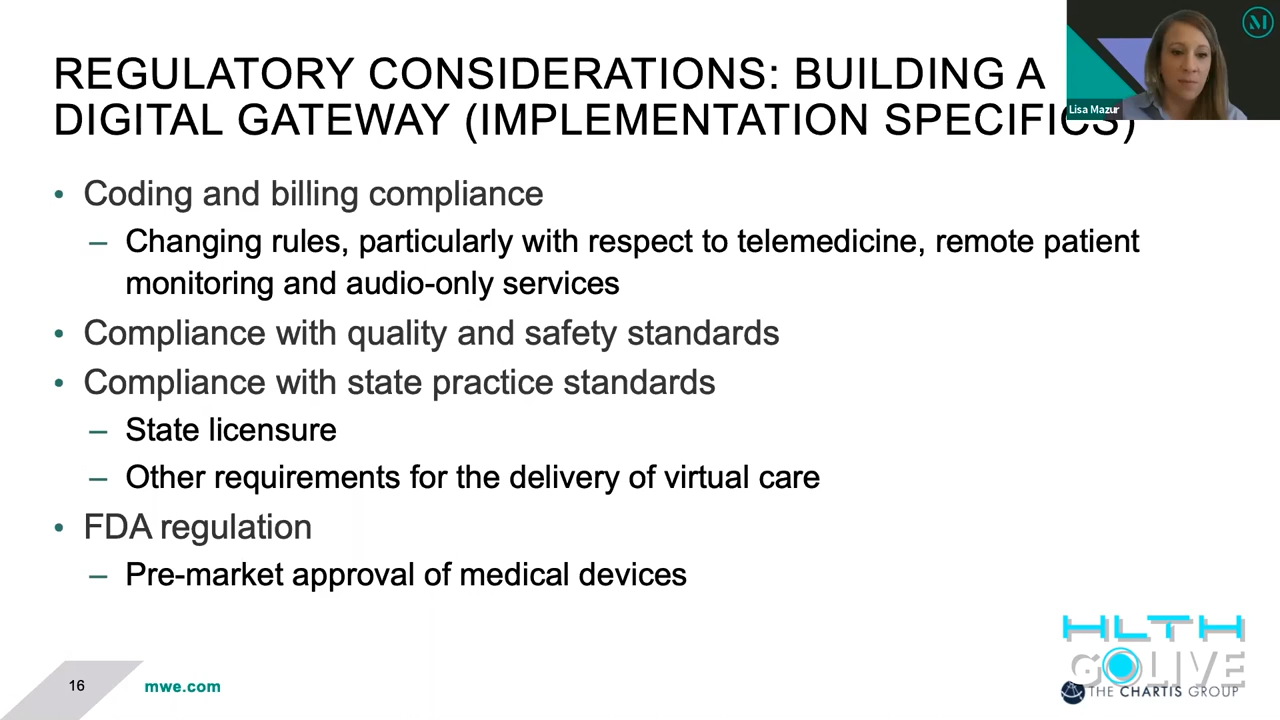 REGULATORY CONSIDERATIONS: BUILDING A
DIGITAL GATEWAY (IMPLEMENTATION SPECIFICS)
M
Lisa Mazur
• Coding and billing compliance
– Changing rules, particularly with respect to telemedicine, remote patient
monitoring and audio-only services
• Compliance with quality and safety standards
• Compliance with state practice standards
– State licensure
– Other requirements for the delivery of virtual care
• FDA regulation
– Pre-market approval of medical devices
16
mwe.com
HLTH
GOLIVE
THE CHARTIS GROUP